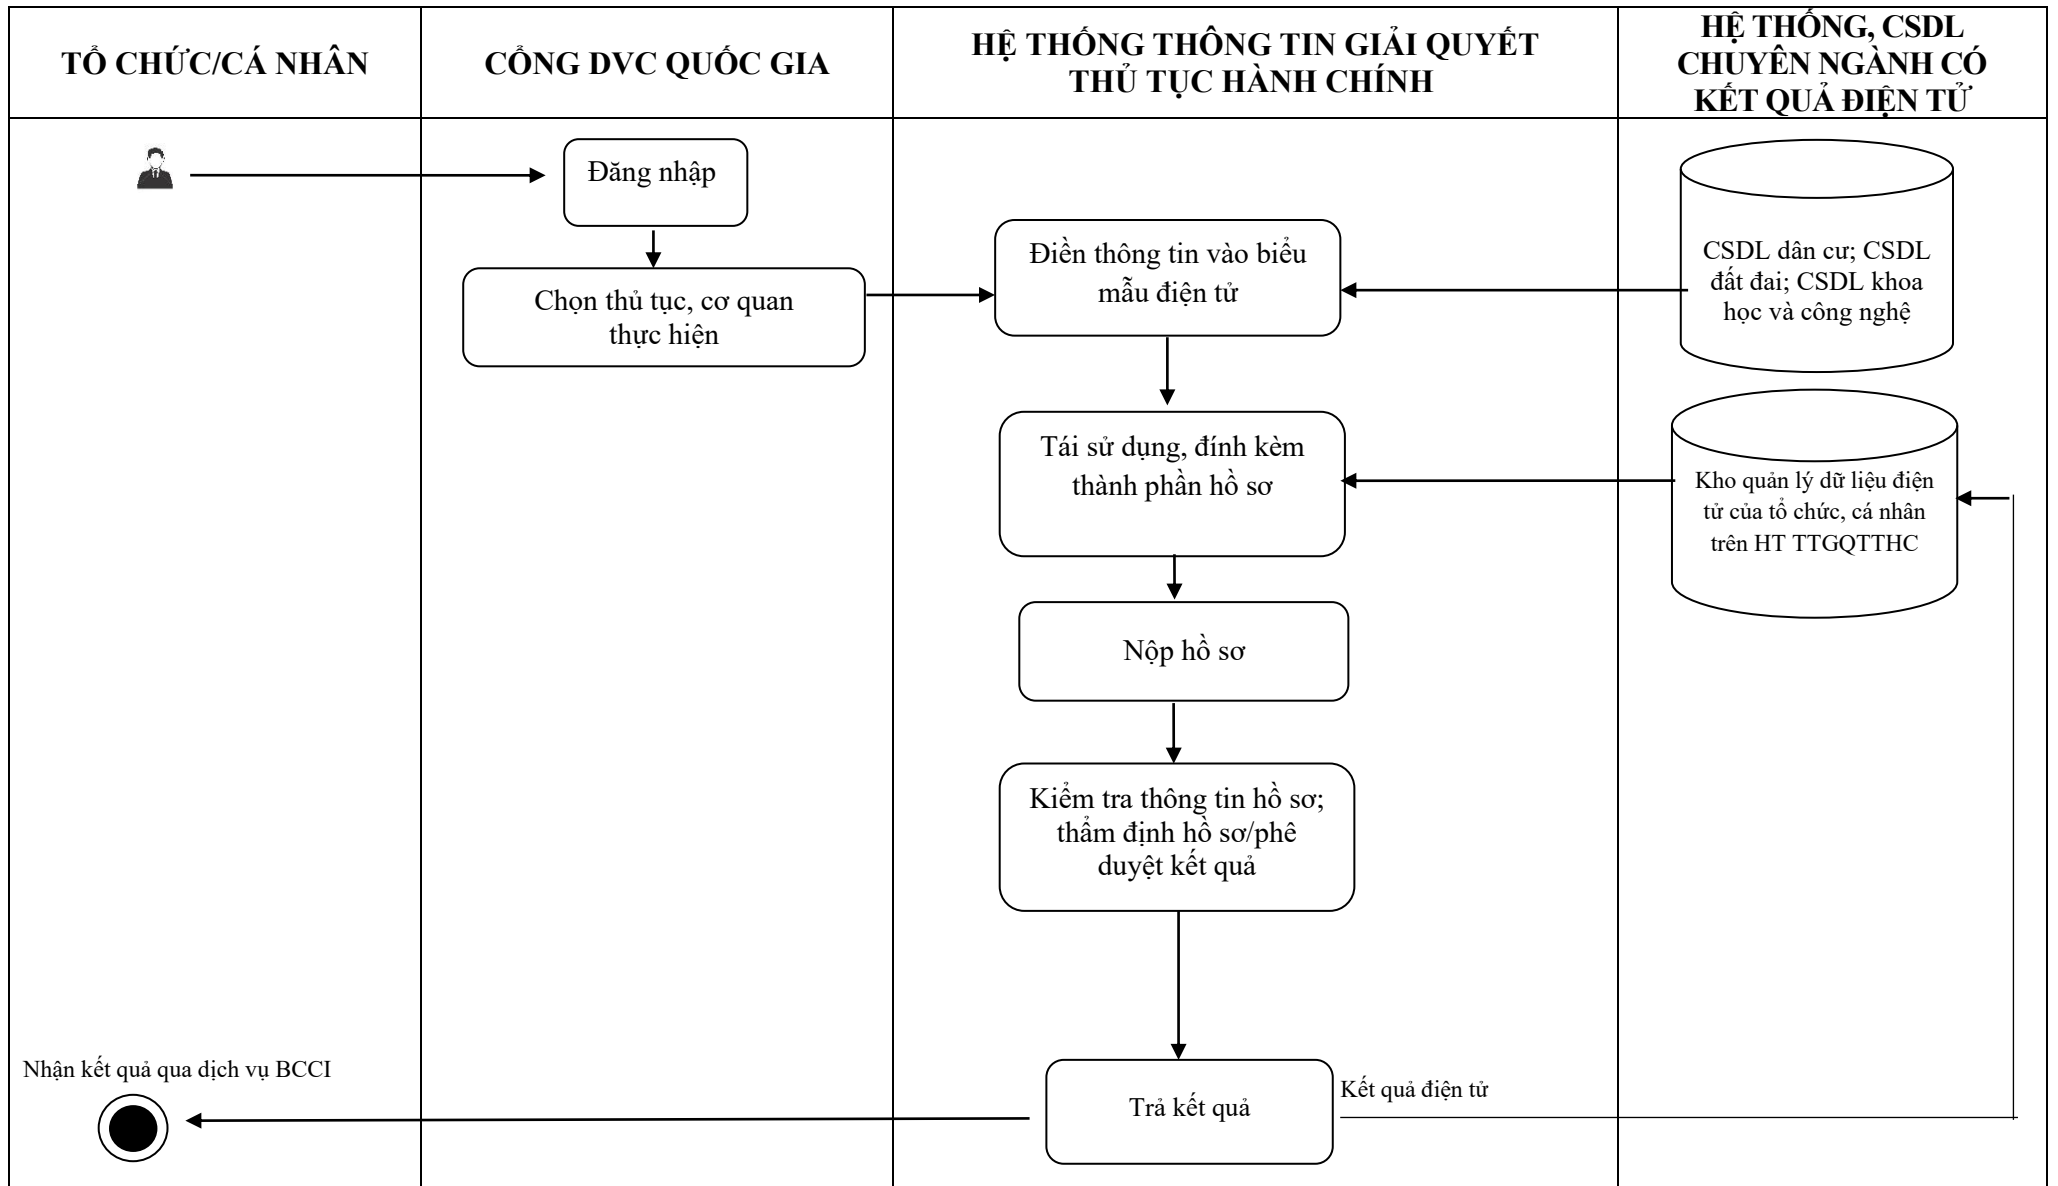 TỔ CHỨC/CÁ NHÂN
CỔNG DVC QUỐC GIA
HỆ THỐNG THÔNG TIN GIẢI QUYẾT
THỦ TỤC HÀNH CHÍNH
HỆ THỐNG, CSDL
CHUYÊN NGÀNH CÓ
KẾT QUẢ ĐIỆN TỬ
Đăng nhập
Chọn thủ tục, cơ quan
thực hiện
Điền thông tin vào biểu
mẫu điện tử
CSDL dân cư; CSDL
đất đai; CSDL khoa
học và công nghệ
Tái sử dụng, đính kèm
thành phần hồ sơ
Kho quản lý dữ liệu điện
tử của tổ chức, cá nhân
trên HT TTGQTTHC
Nộp hồ sơ
Kiểm tra thông tin hồ sơ;
thẩm định hồ sơ/phê
duyệt kết quả
Nhận kết quả qua dịch vụ BCCI
Trả kết quả
Kết quả điện tử